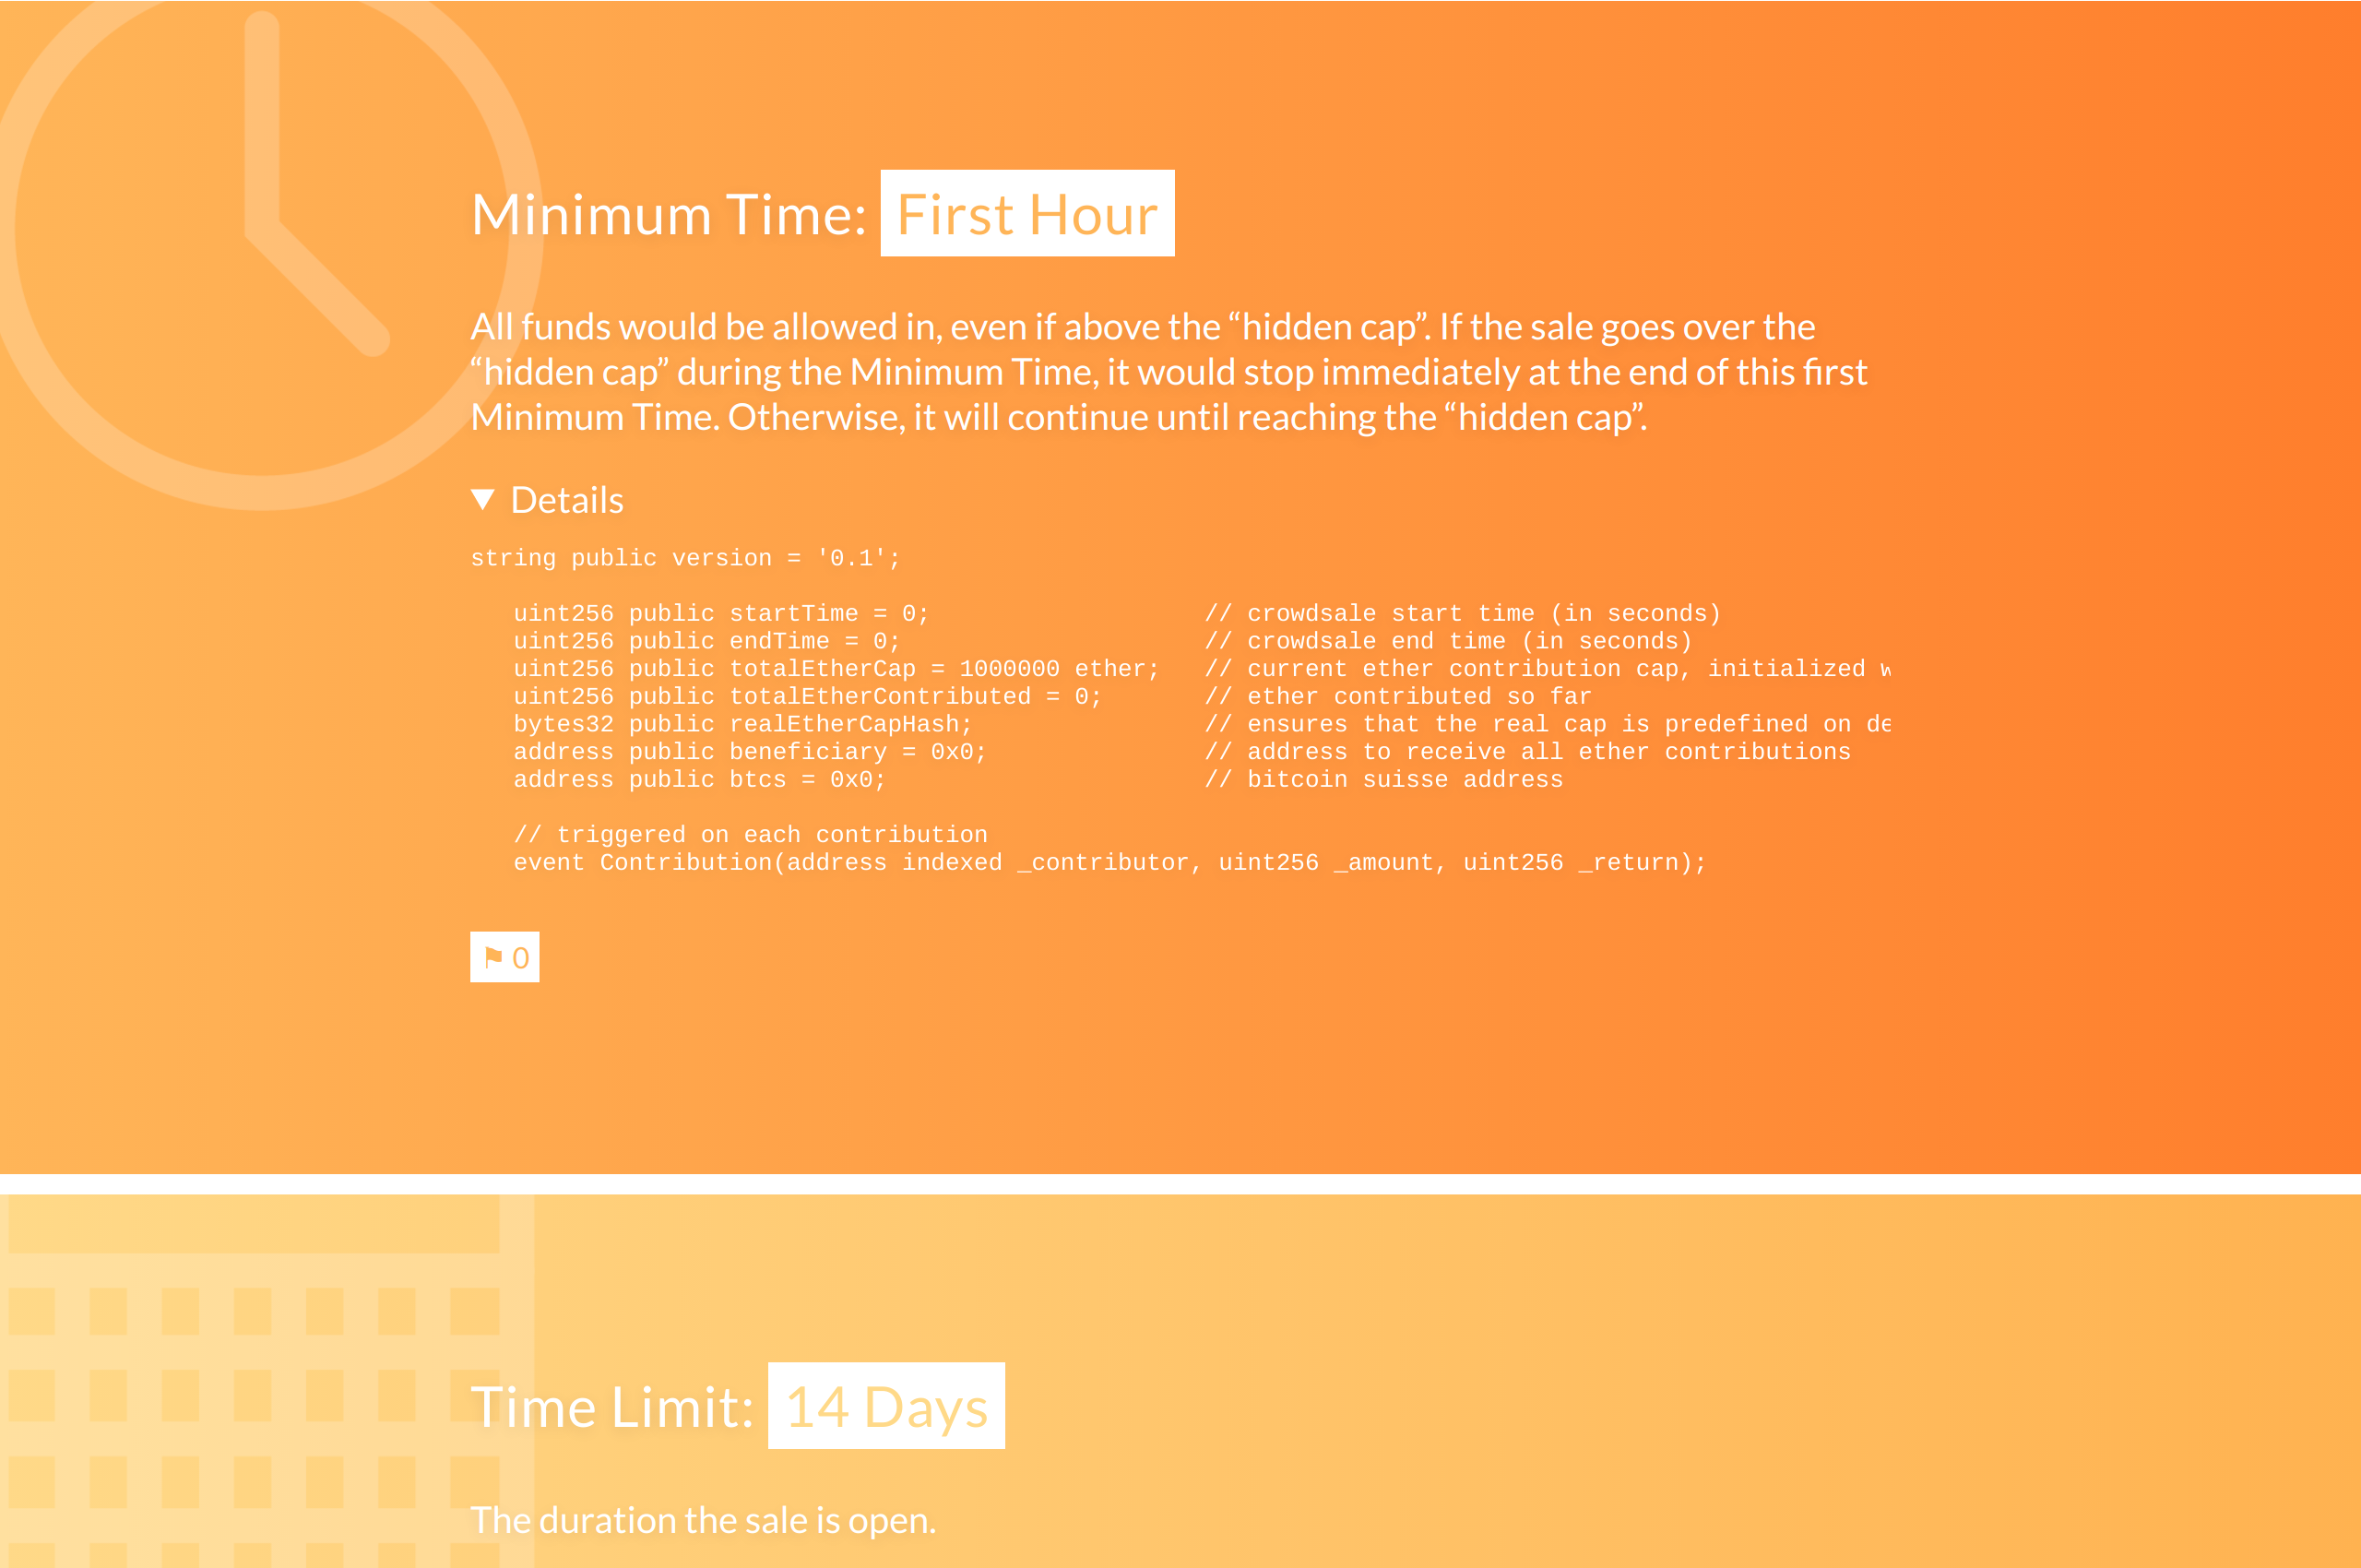 Minimum Time: First Hour
All funds would be allowed in, even if above the “hidden cap”. If the sale goes over the
“hidden cap” during the Minimum Time, it would stop immediately at the end of this first
Minimum Time. Otherwise, it will continue until reaching the “hidden cap”.
▼ Details
string public version = '0.1';
uint256 public startTime = 0; // crowdsale start time (in seconds)
uint256 public endTime = 0; // crowdsale end time (in seconds)
uint256 public totalEtherCap = 1000000 ether; // current ether contribution cap, initialized
uint256 public totalEtherContributed = 0; // ether contributed so far
bytes32 public realEtherCapHash; // ensures that the real cap is predefined on de
address public beneficiary = 0x0; // address to receive all ether contributions
address public btcs = 0x0; // bitcoin suisse address
// triggered on each contribution
event Contribution(address indexed _contributor, uint256 _amount, uint256 _return);
⚑ 0
Time Limit: 14 Days
The duration the sale is open.